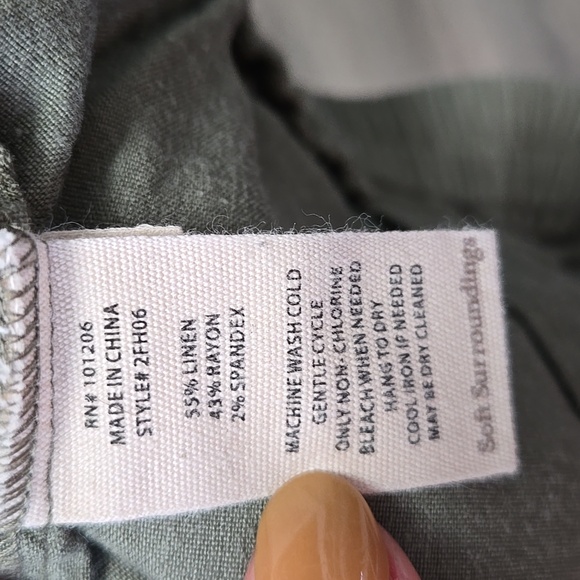 RN# 101206
MADE IN CHINA
STYLE# 2FH06
55% LINEN
43% RAYON
2% SPANDEX
MACHINE WASH COLD
GENTLE CYCLE
ONLY NON-CHLORINE
BLEACH WHEN NEEDED
HANG TO DRY
COOL IRON IF NEEDED
MAY BE DRY CLEANED
Soft Surroundings